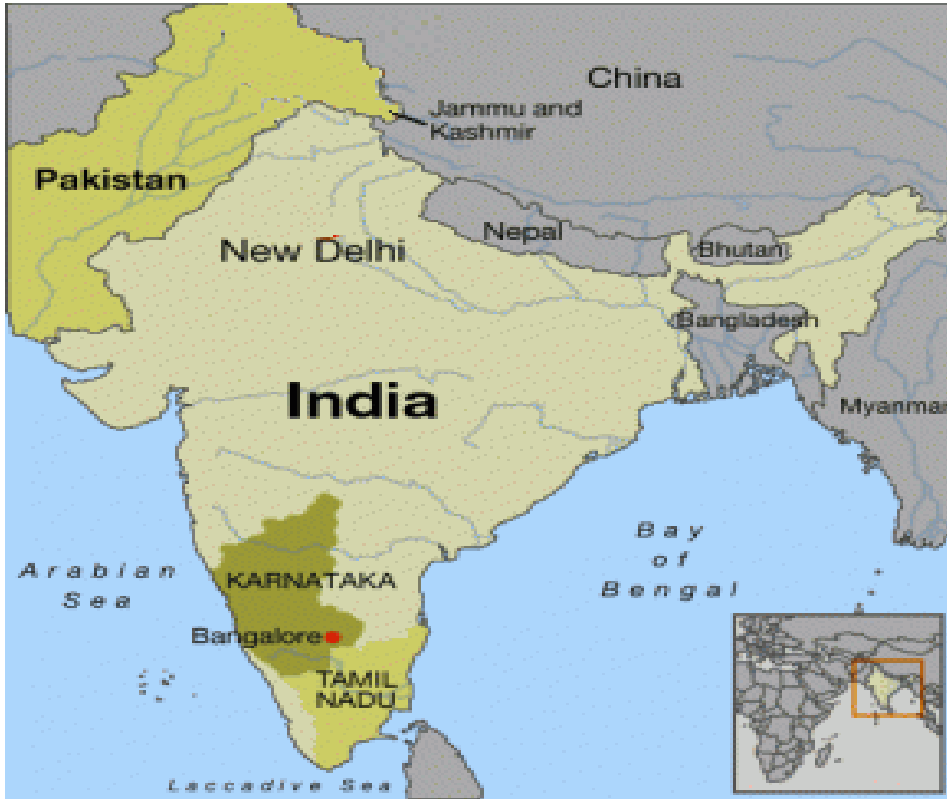 China
Jammu and
Kashmir
Pakistan
Nepal
New Delhi
Bhutan
Bangladesh
India
Myanmar
Bay
of
Bengal
Arabian
Sea
KARNATAKA
Bangalore
TAMIL
NADU
Laccadive Sea